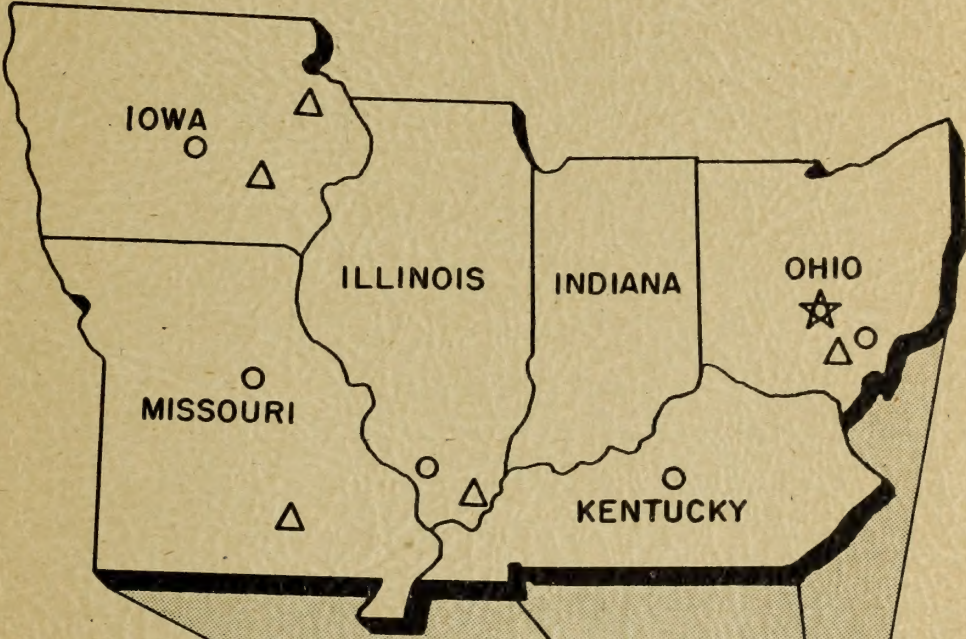 IOWA
ILLINOIS
INDIANA
OHIO
MISSOURI
KENTUCKY